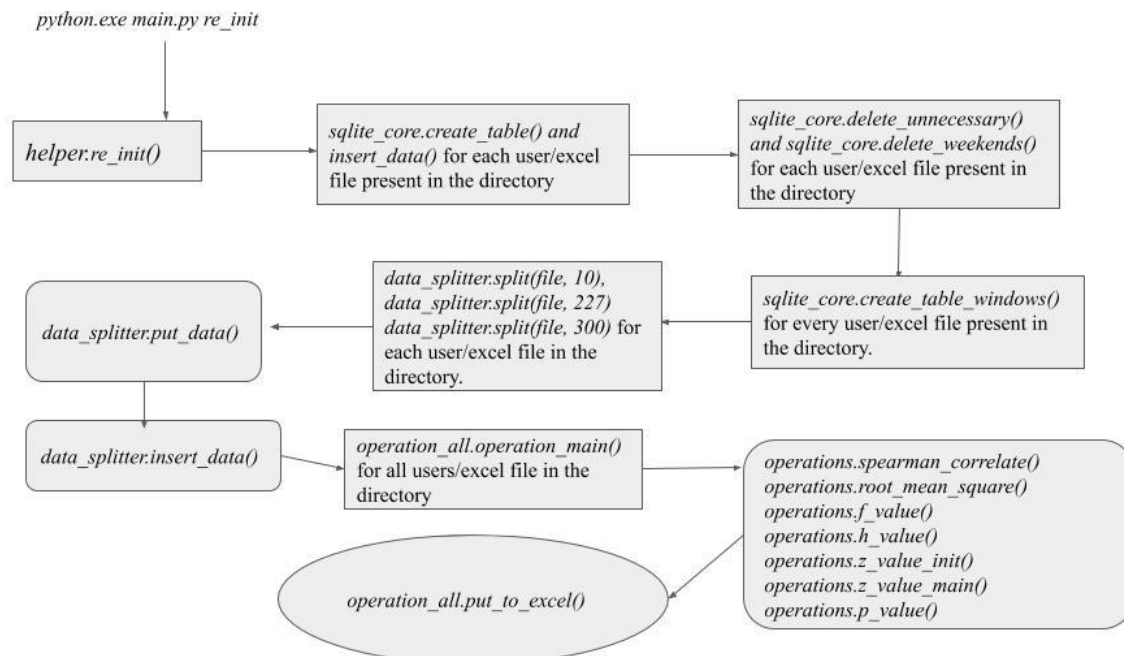 python.exe main.py re_init
helper.re_init()
sqlite_core.create_table() and
insert_data() for each user/excel
file present in the directory
sqlite_core.delete_unnecessary()
and sqlite_core.delete_weekends()
for each user/excel file present in
the directory
sqlite_core.create_table_windows()
for every user/excel file present in
the directory.
data_splitter.split(file, 10),
data_splitter.split(file, 227)
data_splitter.split(file, 300) for
each user/excel file in the
directory.
data_splitter.put_data()
data_splitter.insert_data()
operation_all.operation_main()
for all users/excel file in the
directory
operations.spearman_correlate()
operations.root_mean_square()
operations.f_value()
operations.h_value()
operations.z_value_init()
operations.z_value_main()
operations.p_value()
operation_all.put_to_excel()